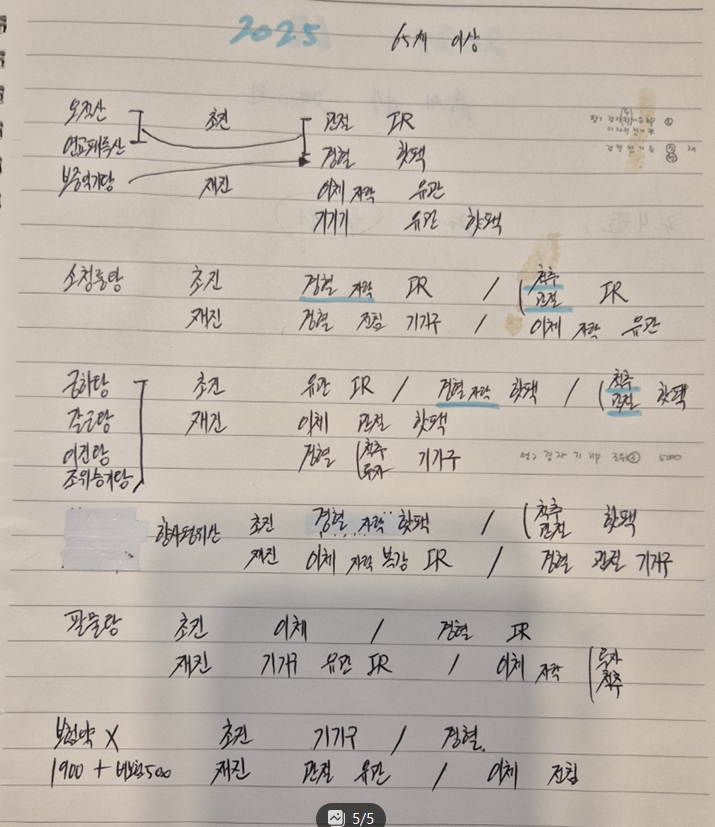 2025 65세 이상
오적산 초진 관절 IR
연교패독산 경혈 핫팩
보중익기탕 재진 이체 자락 유관
기기구 유관 핫팩
소청룡탕 초진 경혈 자락 IR / ( 척추 관절 IR
재진 경혈 전침 기기구 / 이체 자락 유관
궁하탕 초진 유관 IR / 경혈 자락 핫팩 / ( 척추 관절 핫팩
갈근탕 재진 이체 관절 핫팩
이진탕 경혈 ( 척추 투자 기기구
조위승기탕
향사평위산 초진 경혈 자락 핫팩 / ( 척추 관절 핫팩
재진 이체 자락 복강 IR / 경혈 관절 기기구
팔물탕 초진 이체 / 경혈 IR
재진 기기구 유관 IR / 이체 자락 ( 투자 척추
보험약 X 초진 기기구 / 경혈
1900 + 비보험500 재진 관절 유관 / 이체 전침
5/5